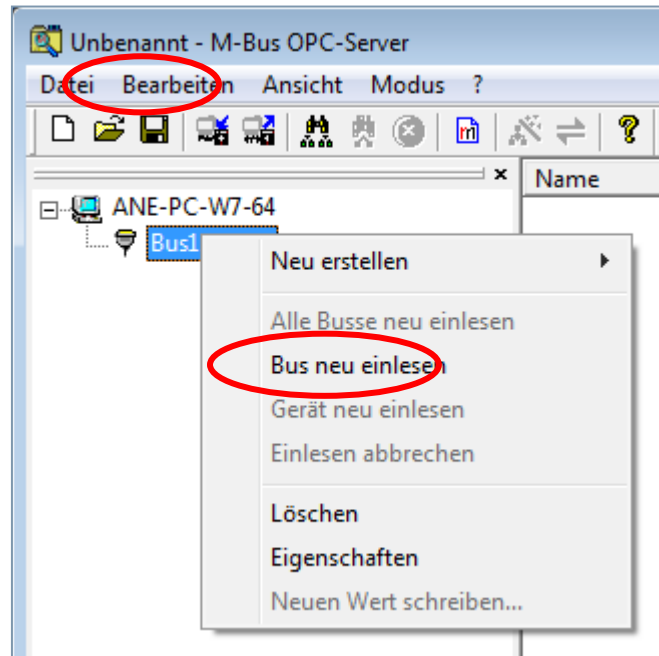 Unbenannt - M-Bus OPC-Server
Datei Bearbeiten Ansicht Modus ?
Name
ANE-PC-W7-64
Bus1
Neu erstellen
Alle Busse neu einlesen
Bus neu einlesen
Gerät neu einlesen
Einlesen abbrechen
Löschen
Eigenschaften
Neuen Wert schreiben...